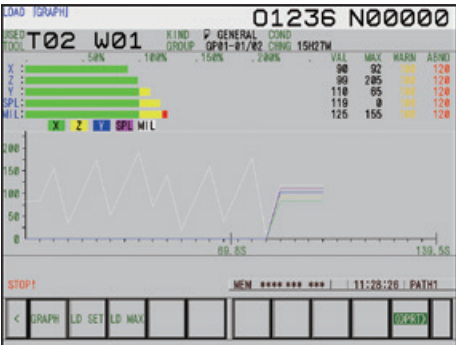 LOAD [GRAPH] O1236 N00000
USED TOOL T02 W01 KIND P GENERAL COND
GROUP GP01-01/02 CHNG 15H27M
50% 100% 150% 200% VAL MAX WARN ABNO
X : 90 92 100 120
Z : 99 205 100 120
Y : 110 65 100 120
SPL: 119 0 100 120
MIL: 125 155 100 120
X Z Y SPL MIL
200
150
100
50
0
69.8S 139.5S
STOP!
MEM **** *** *** 11:28:26 PATH1
< GRAPH LD SET LD MAX (OPRT)